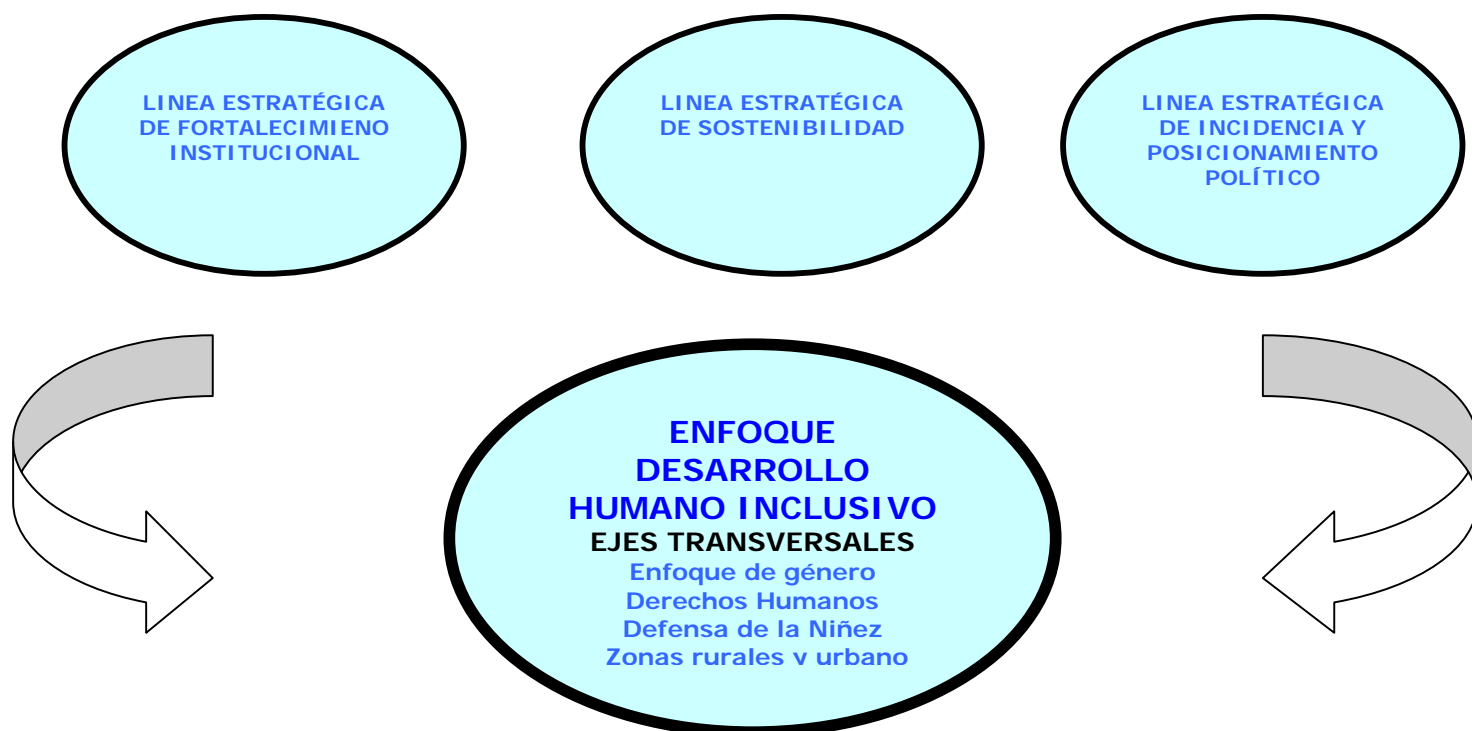 LINEA ESTRATÉGICA
DE FORTALECIMIENO
INSTITUCIONAL
LINEA ESTRATÉGICA
DE SOSTENIBILIDAD
LINEA ESTRATÉGICA
DE INCIDENCIA Y
POSICIONAMIENTO
POLÍTICO
ENFOQUE
DESARROLLO
HUMANO INCLUSIVO
EJES TRANSVERSALES
Enfoque de género
Derechos Humanos
Defensa de la Niñez
Zonas rurales y urbano